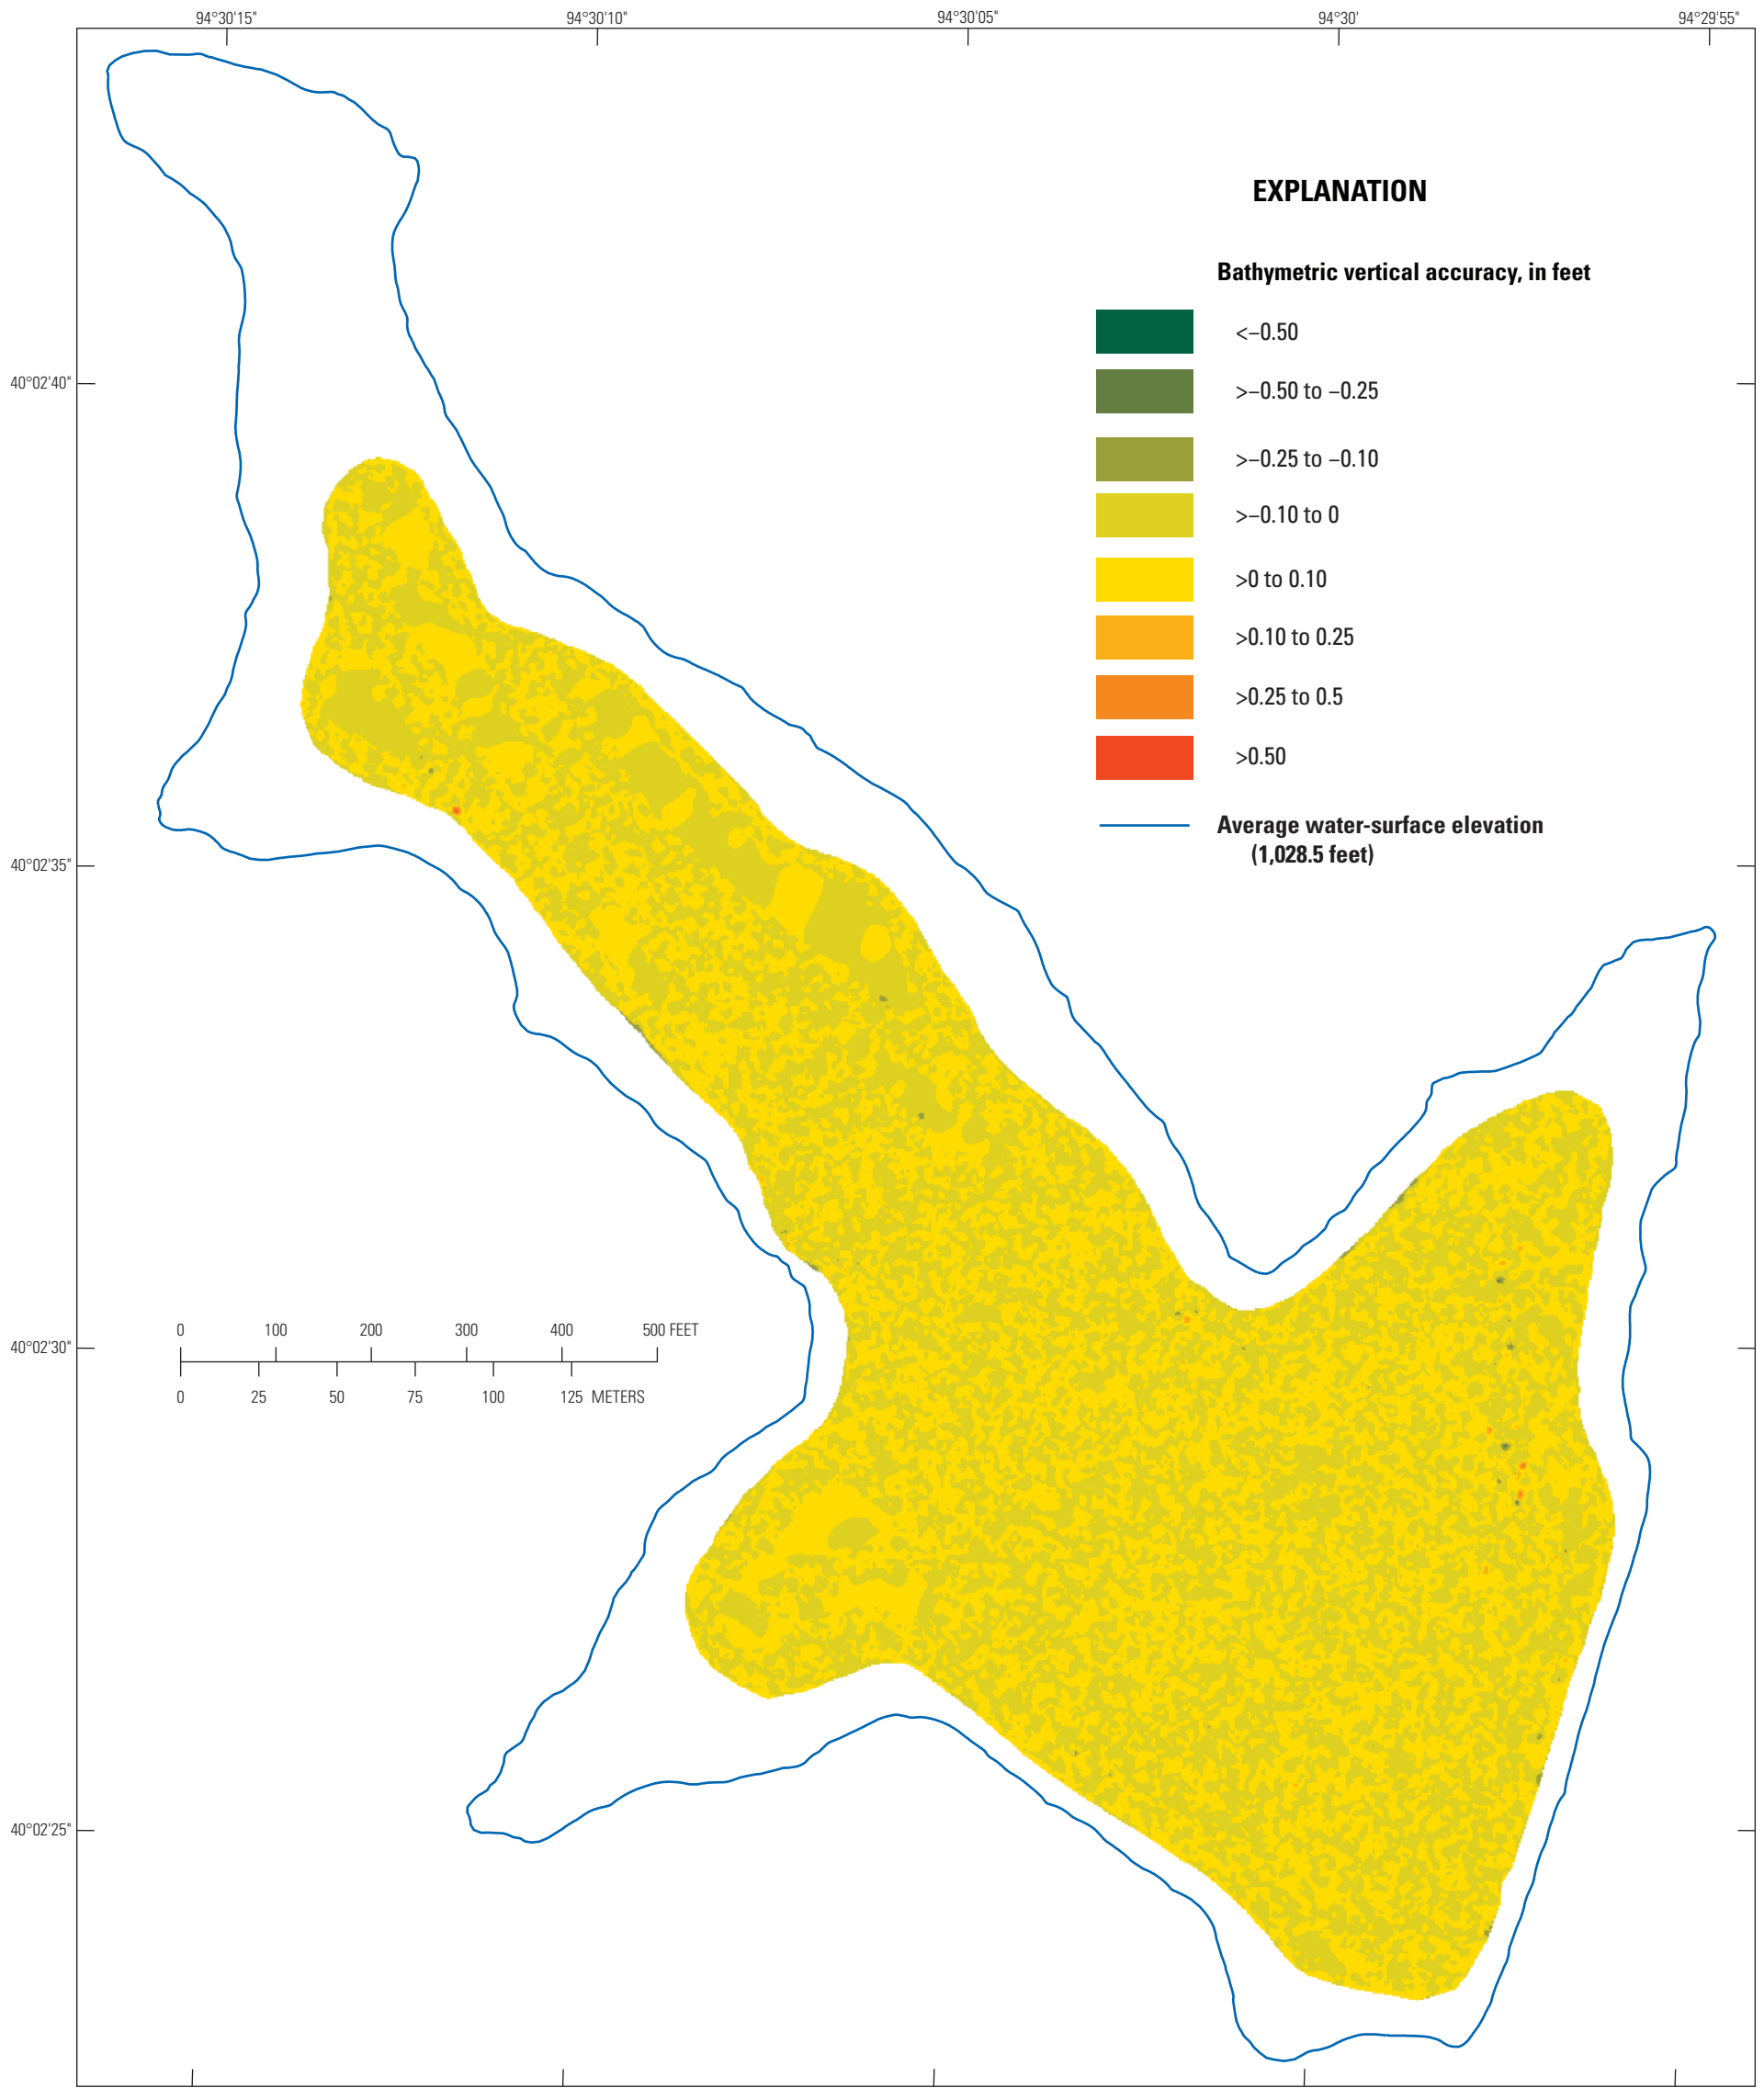 94°30'15" 94°30'10" 94°30'05" 94°30' 94°29'55"
EXPLANATION
Bathymetric vertical accuracy, in feet
<−0.50
>−0.50 to −0.25
>−0.25 to −0.10
>−0.10 to 0
>0 to 0.10
>0.10 to 0.25
>0.25 to 0.5
>0.50
Average water-surface elevation
(1,028.5 feet)
40°02'40"
40°02'35"
40°02'30"
40°02'25"
0 100 200 300 400 500 FEET
0 25 50 75 100 125 METERS